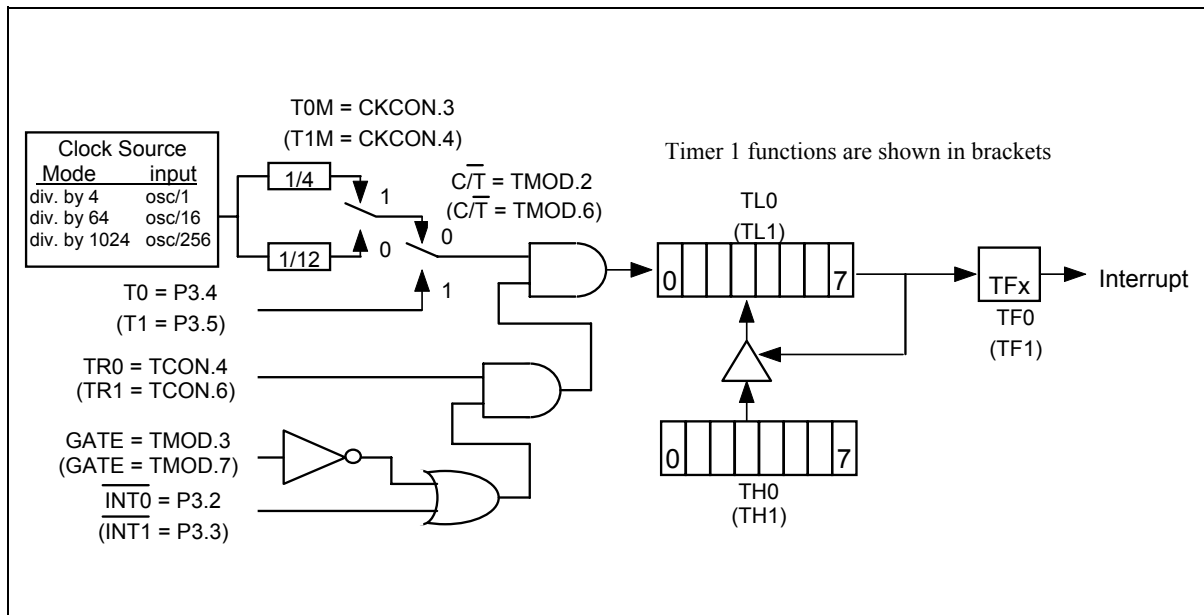 T0M = CKCON.3
(T1M = CKCON.4)
Clock Source
Mode input
div. by 4 osc/1
div. by 64 osc/16
div. by 1024 osc/256
1/4
1/12
1
0
C/T̅ = TMOD.2
(C/T̅ = TMOD.6)
0
1
T0 = P3.4
(T1 = P3.5)
TR0 = TCON.4
(TR1 = TCON.6)
GATE = TMOD.3
(GATE = TMOD.7)
I̅N̅T̅0̅ = P3.2
(I̅N̅T̅1̅ = P3.3)
Timer 1 functions are shown in brackets
TL0
(TL1)
0 7
TFx
Interrupt
TF0
(TF1)
0 7
TH0
(TH1)